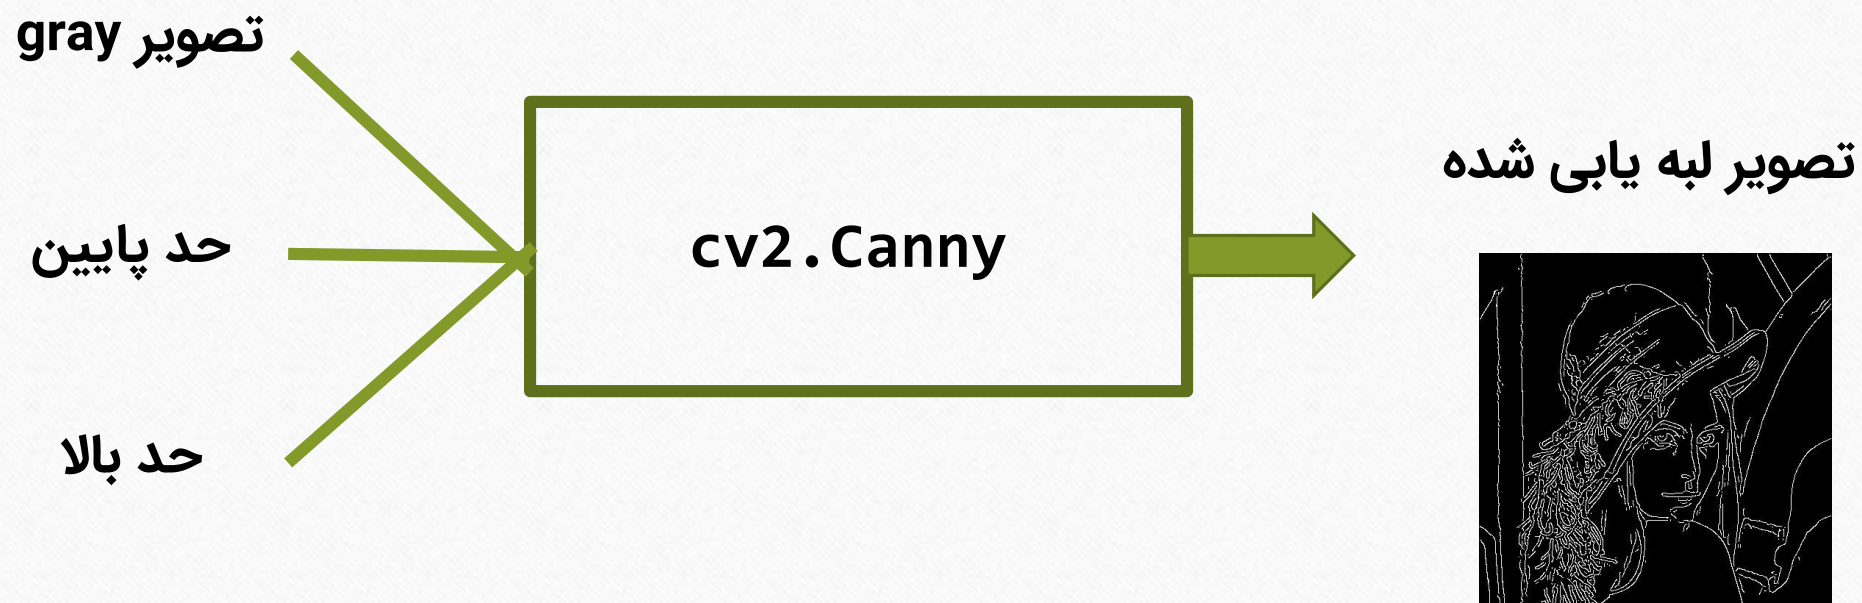 تصویر gray
حد پایین
حد بالا
cv2.Canny
تصویر لبه یابی شده